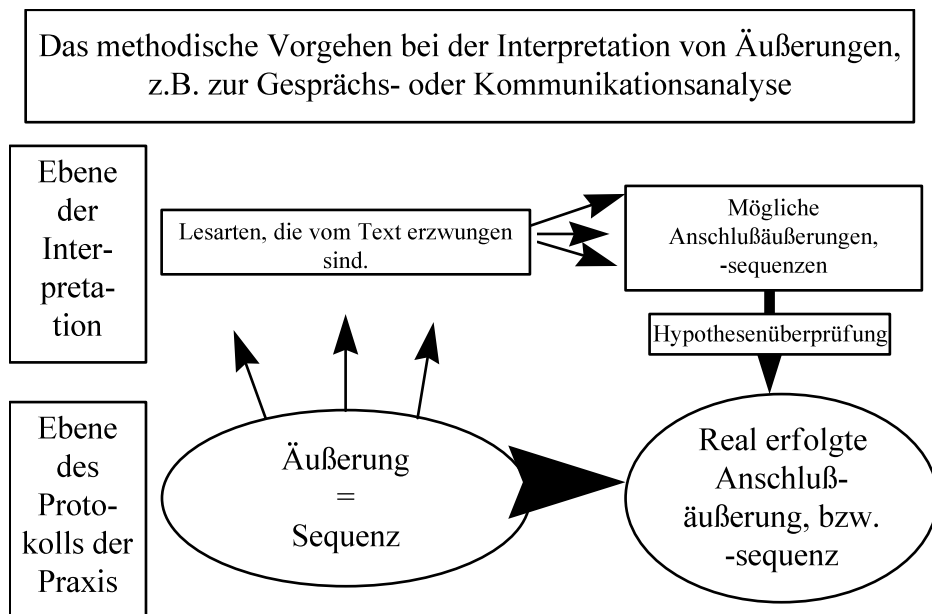 Das methodische Vorgehen bei der Interpretation von Äußerungen,
z.B. zur Gesprächs- oder Kommunikationsanalyse
Ebene
der
Inter-
preta-
tion
Lesarten, die vom Text erzwungen
sind.
Mögliche
Anschlußäußerungen,
-sequenzen
Hypothesenüberprüfung
Ebene
des
Proto-
kolls der
Praxis
Äußerung
=
Sequenz
Real erfolgte
Anschluß-
äußerung, bzw.
-sequenz